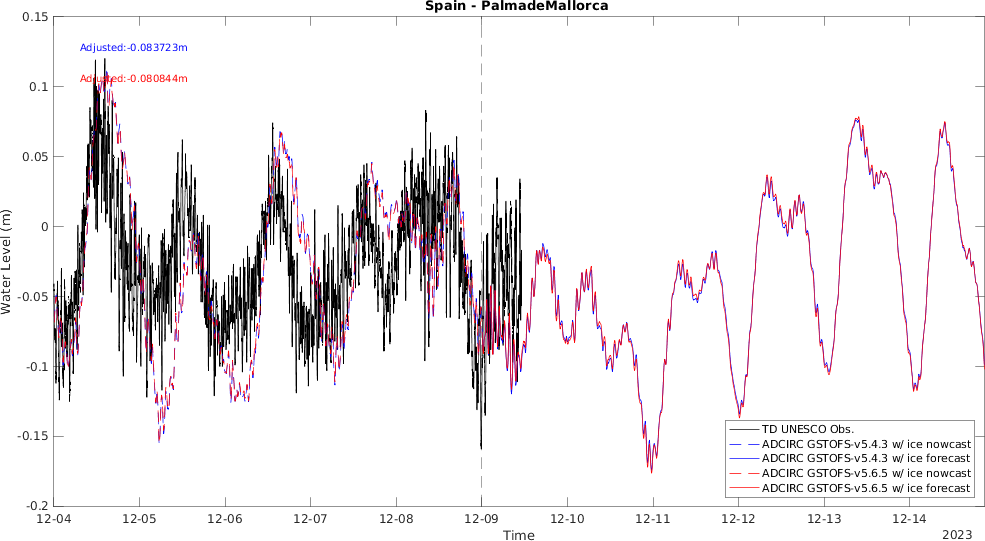 Spain - PalmadeMallorca
0.15
0.1
0.05
0
-0.05
-0.1
-0.15
-0.2
Water Level (m)
Adjusted:-0.083723m
Adjusted:-0.080844m
TD UNESCO Obs.
ADCIRC GSTOFS-v5.4.3 w/ ice nowcast
ADCIRC GSTOFS-v5.4.3 w/ ice forecast
ADCIRC GSTOFS-v5.6.5 w/ ice nowcast
ADCIRC GSTOFS-v5.6.5 w/ ice forecast
12-04 12-05 12-06 12-07 12-08 12-09 12-10 12-11 12-12 12-13 12-14
Time
2023